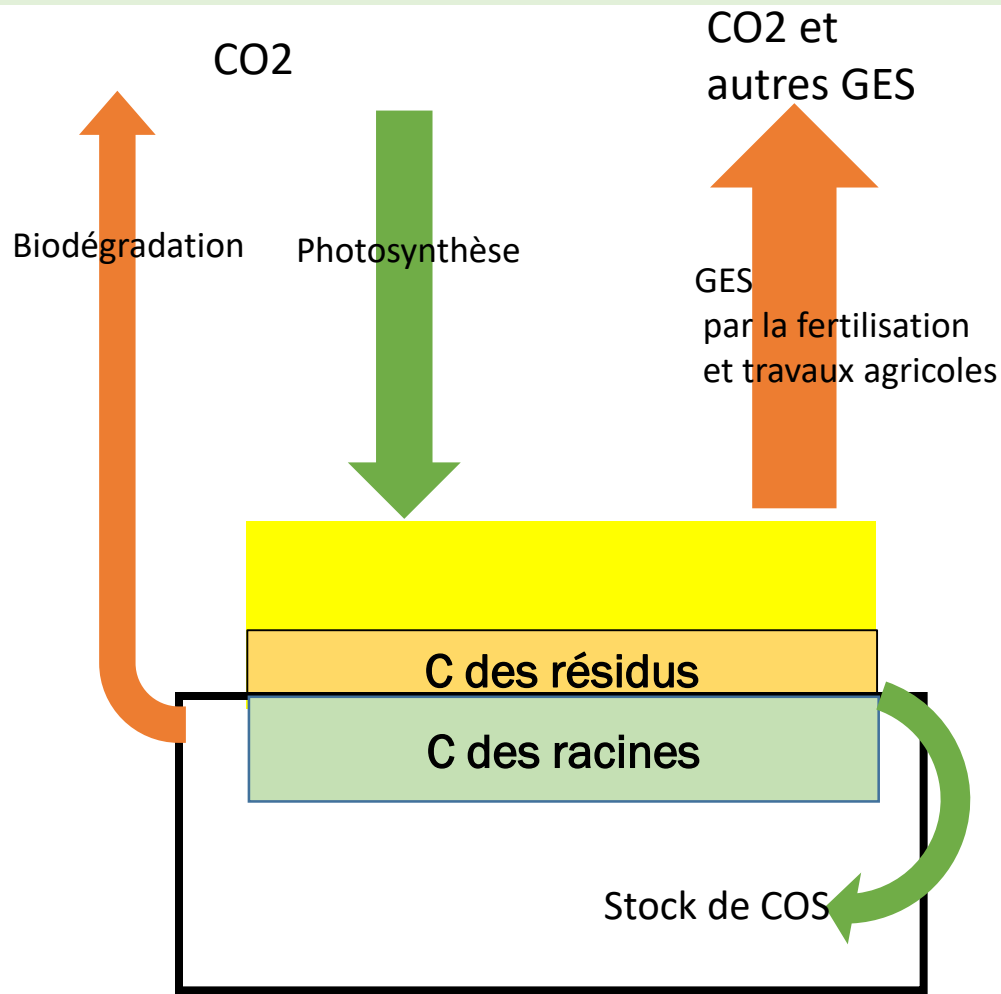 CO2
CO2 et
autres GES
Biodégradation
Photosynthèse
GES
par la fertilisation
et travaux agricoles
C des résidus
C des racines
Stock de COS